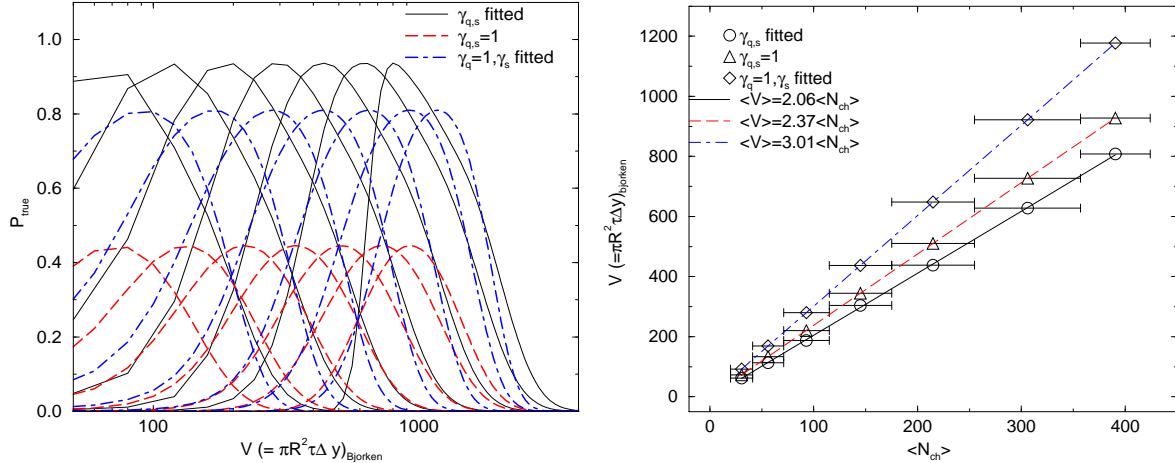 γq,s fitted
γq,s=1
γq=1,γs fitted
1.0
0.8
0.6
0.4
0.2
0.0
Ptrue
100
1000
V (= πR²τΔ y)Bjorken
γq,s fitted
γq,s=1
γq=1,γs fitted
<V>=2.06<Nch>
<V>=2.37<Nch>
<V>=3.01<Nch>
1200
1000
800
600
400
200
0
V (=πR²τΔy)bjorken
0
100
200
300
400
<Nch>